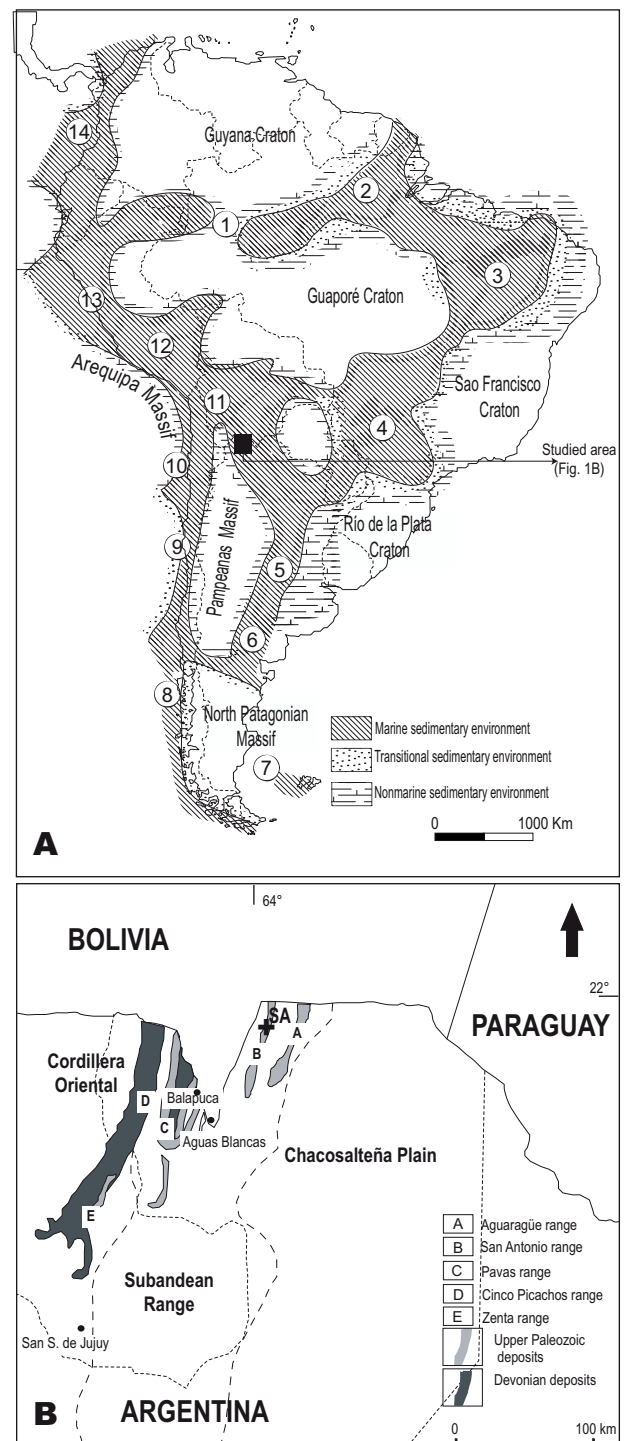 14
Guyana Craton
2
1
3
Guaporé Craton
13
12
Arequipa Massif
Sao Francisco
Craton
11
4
Studied area
(Fig. 1B)
10
Río de la Plata
Craton
9
Pampeanas Massif
5
6
8
North Patagonian
Massif
7
Marine sedimentary environment
Transitional sedimentary environment
Nonmarine sedimentary environment
0 1000 Km
A
64°
BOLIVIA
22°
SA
PARAGUAY
A
B
Cordillera
Oriental
D
Balapuca
C
Aguas Blancas
Chacosalteña Plain
E
A Aguaragüe range
B San Antonio range
C Pavas range
D Cinco Picachos range
E Zenta range
Upper Paleozoic
deposits
Devonian deposits
Subandean
Range
San S. de Jujuy
B
ARGENTINA
0 100 km